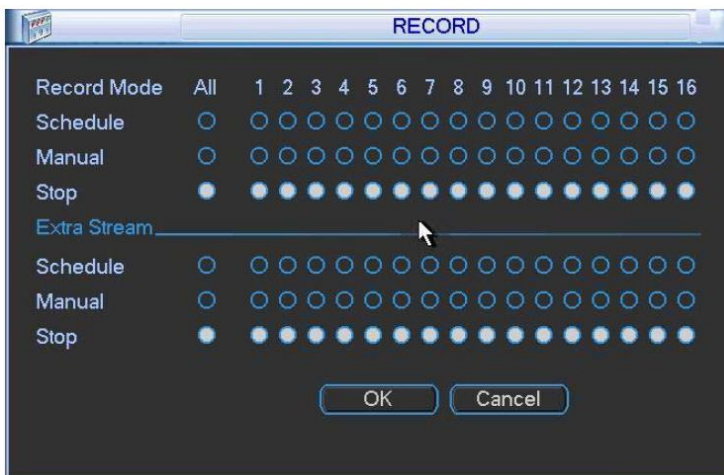 RECORD
Record Mode All 1 2 3 4 5 6 7 8 9 10 11 12 13 14 15 16
Schedule
Manual
Stop
Extra Stream
Schedule
Manual
Stop
OK Cancel